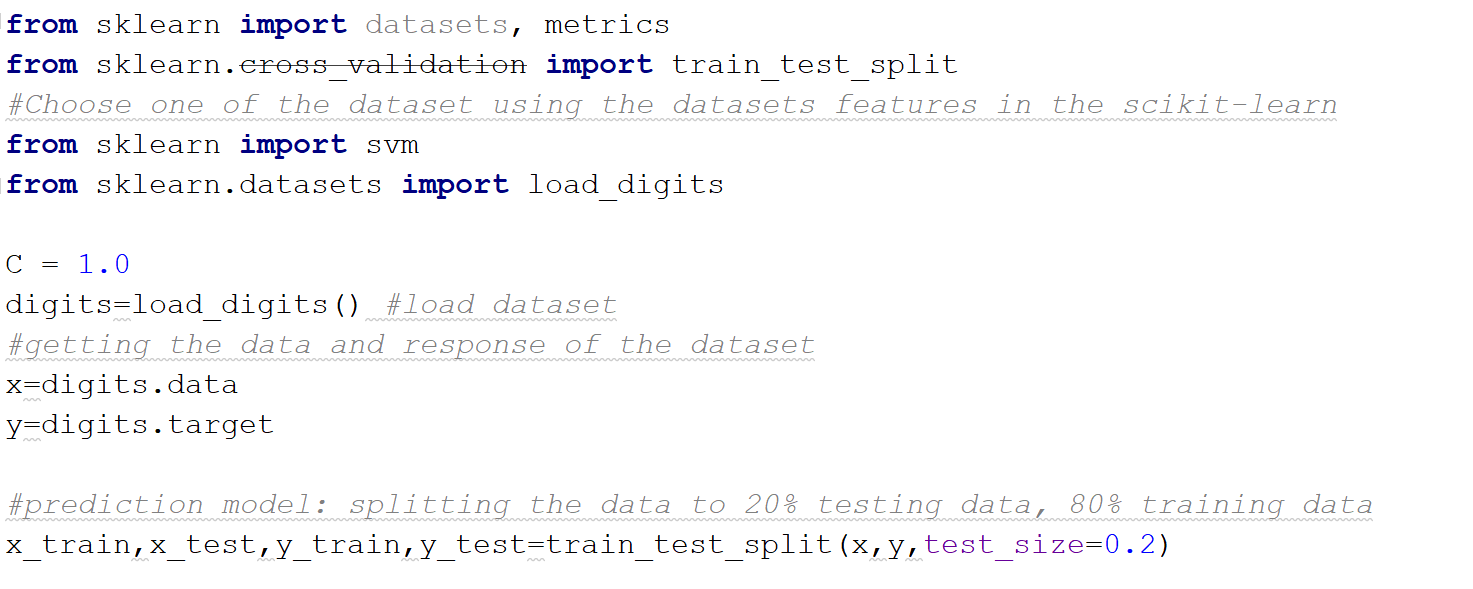 from sklearn import datasets, metrics
from sklearn.cross_validation import train_test_split
#Choose one of the dataset using the datasets features in the scikit-learn
from sklearn import svm
from sklearn.datasets import load_digits
C = 1.0
digits=load_digits() #load dataset
#getting the data and response of the dataset
x=digits.data
y=digits.target
#prediction model: splitting the data to 20% testing data, 80% training data
x_train,x_test,y_train,y_test=train_test_split(x,y,test_size=0.2)